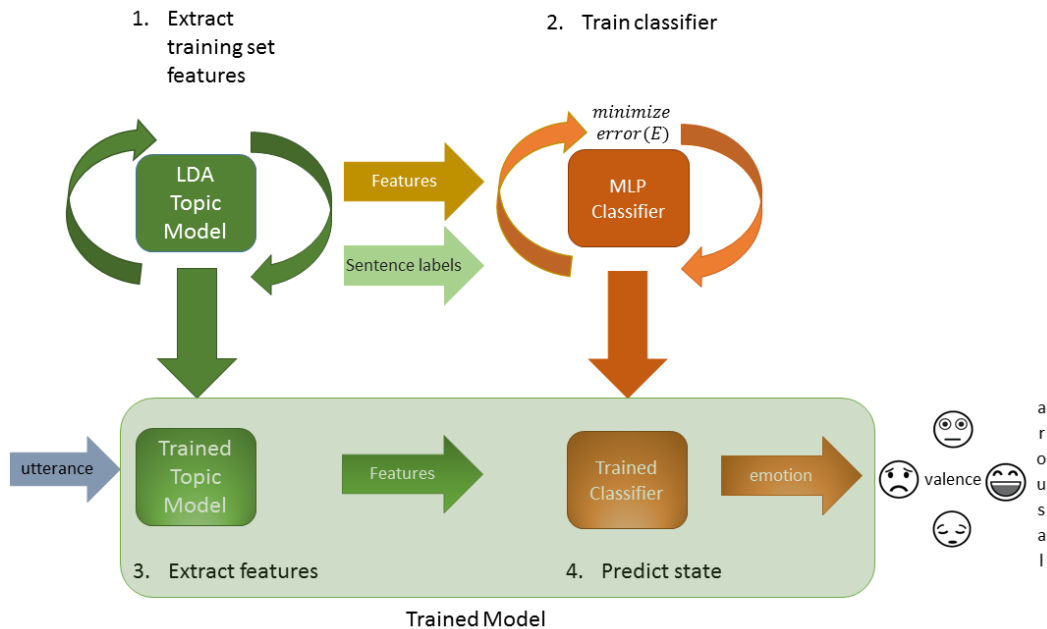 1. Extract
training set
features
2. Train classifier
minimize
error(E)
LDA
Topic
Model
Features
MLP
Classifier
Sentence labels
utterance
Trained
Topic
Model
Features
Trained
Classifier
emotion
valence
a
r
o
u
s
a
l
3. Extract features
4. Predict state
Trained Model